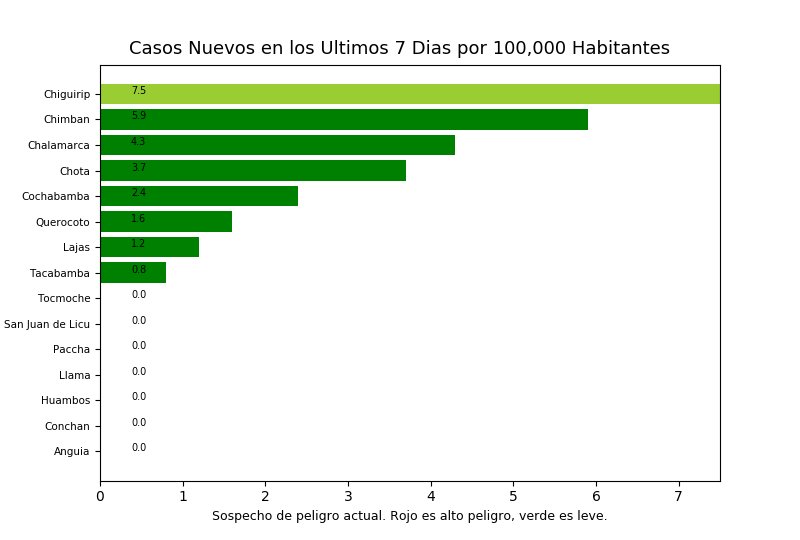 Casos Nuevos en los Ultimos 7 Dias por 100,000 Habitantes
Chiguirip 7.5
Chimban 5.9
Chalamarca 4.3
Chota 3.7
Cochabamba 2.4
Querocoto 1.6
Lajas 1.2
Tacabamba 0.8
Tocmoche 0.0
San Juan de Licu 0.0
Paccha 0.0
Llama 0.0
Huambos 0.0
Conchan 0.0
Anguia 0.0
0 1 2 3 4 5 6 7
Sospecho de peligro actual. Rojo es alto peligro, verde es leve.